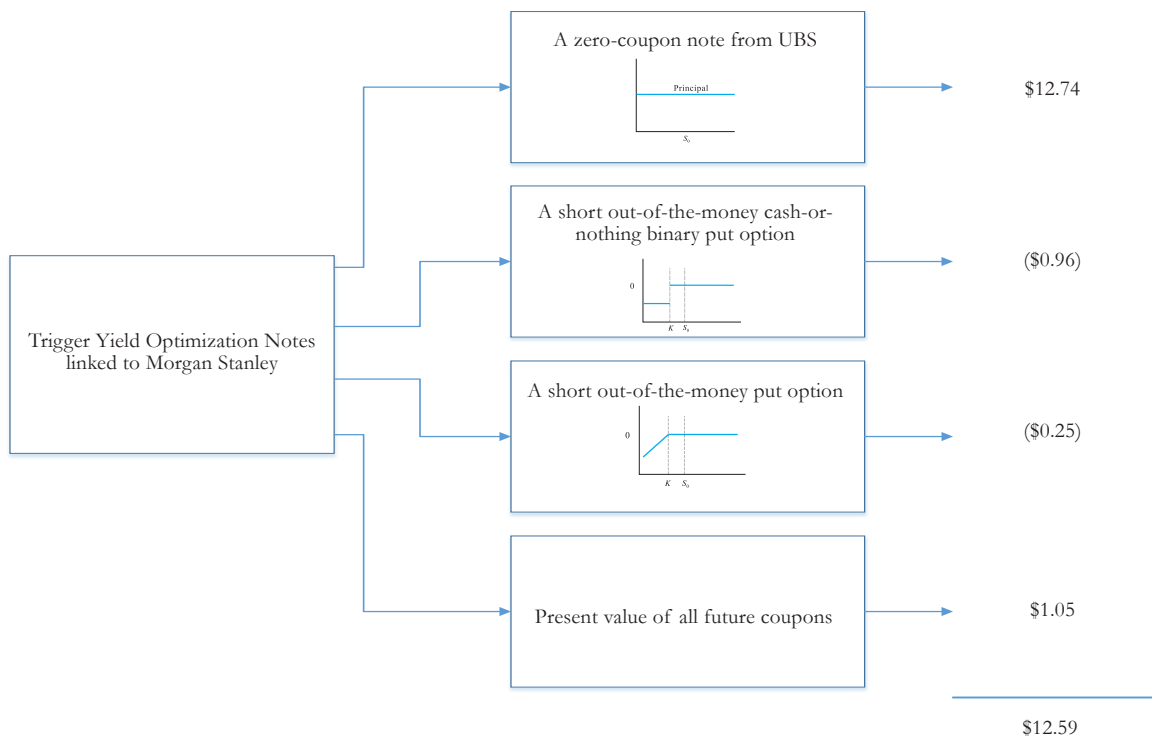 A zero-coupon note from UBS
Principal
S₀
$12.74
A short out-of-the-money cash-or-
nothing binary put option
0
K S₀
($0.96)
Trigger Yield Optimization Notes
linked to Morgan Stanley
A short out-of-the-money put option
0
K S₀
($0.25)
Present value of all future coupons
$1.05
$12.59